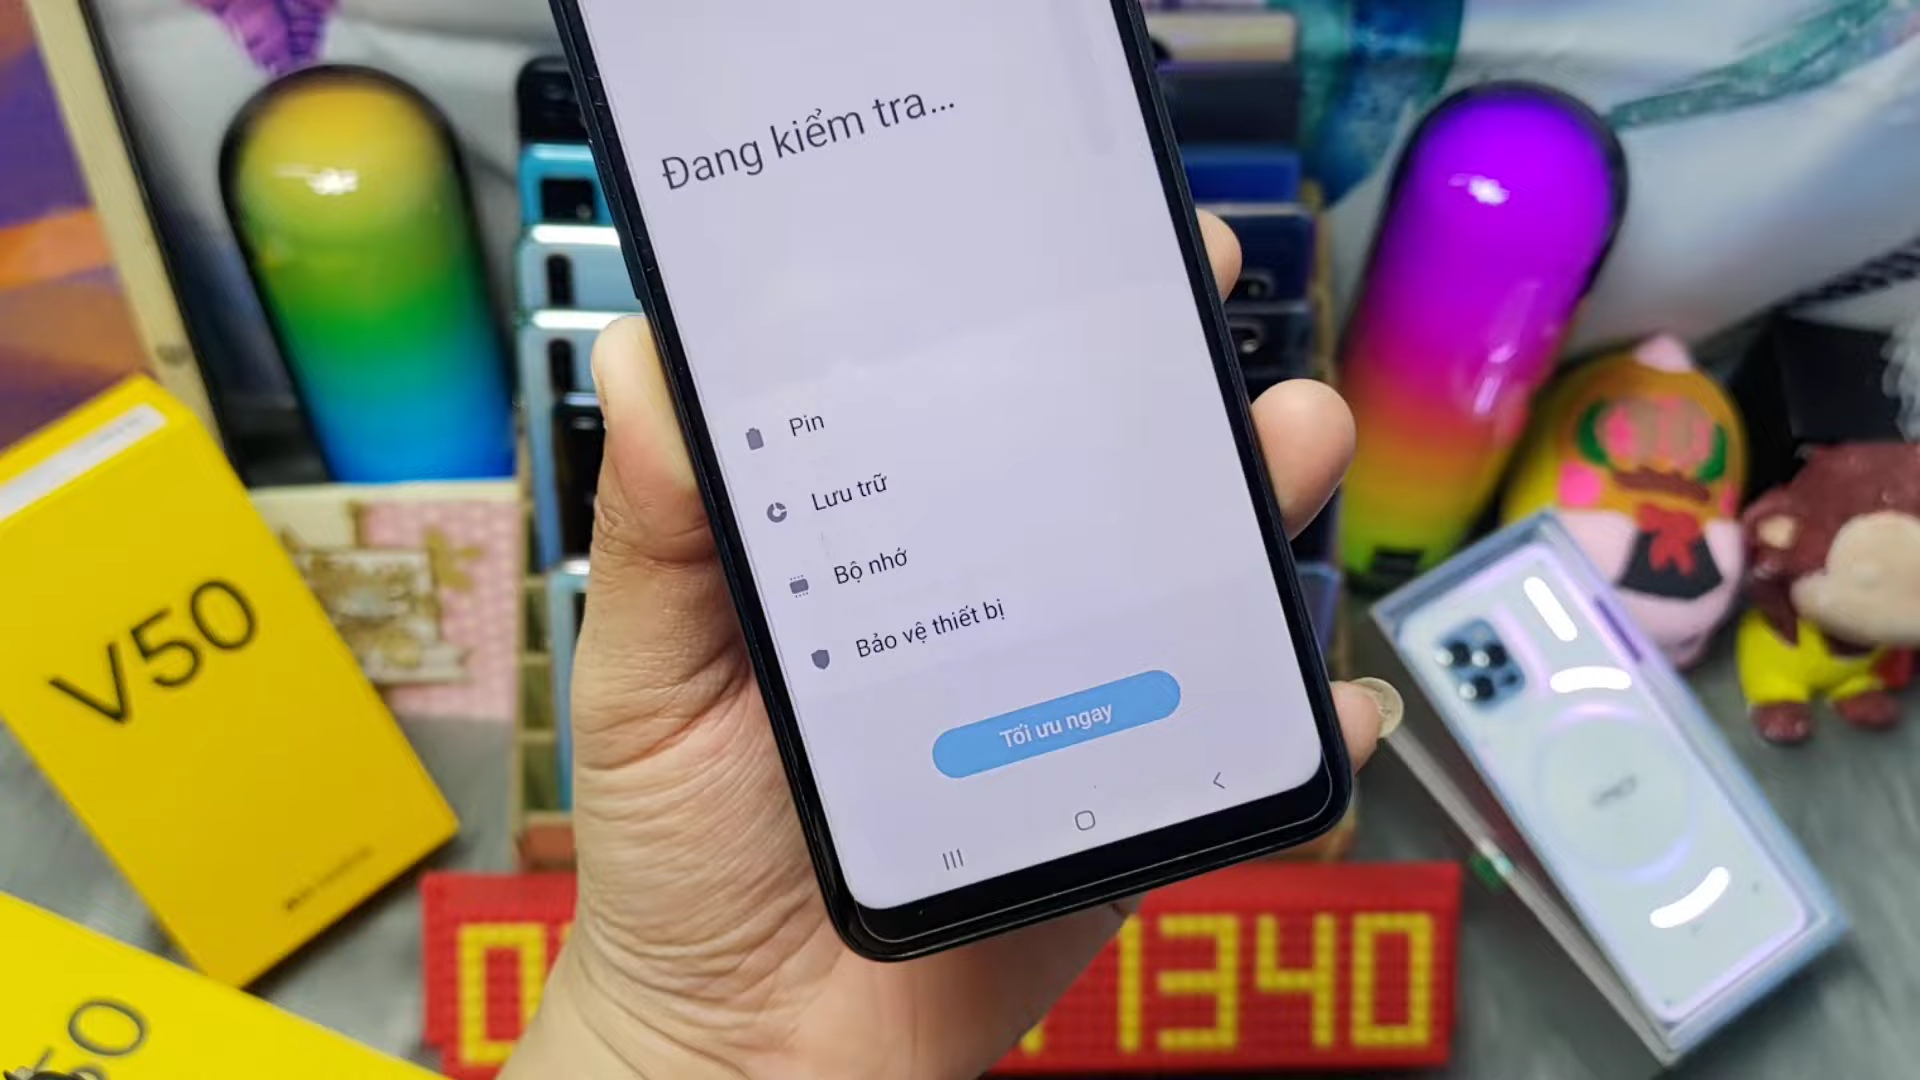 Đang kiểm tra...
Pin
Lưu trữ
Bộ nhớ
Bảo vệ thiết bị
Tối ưu ngay
V50
1340